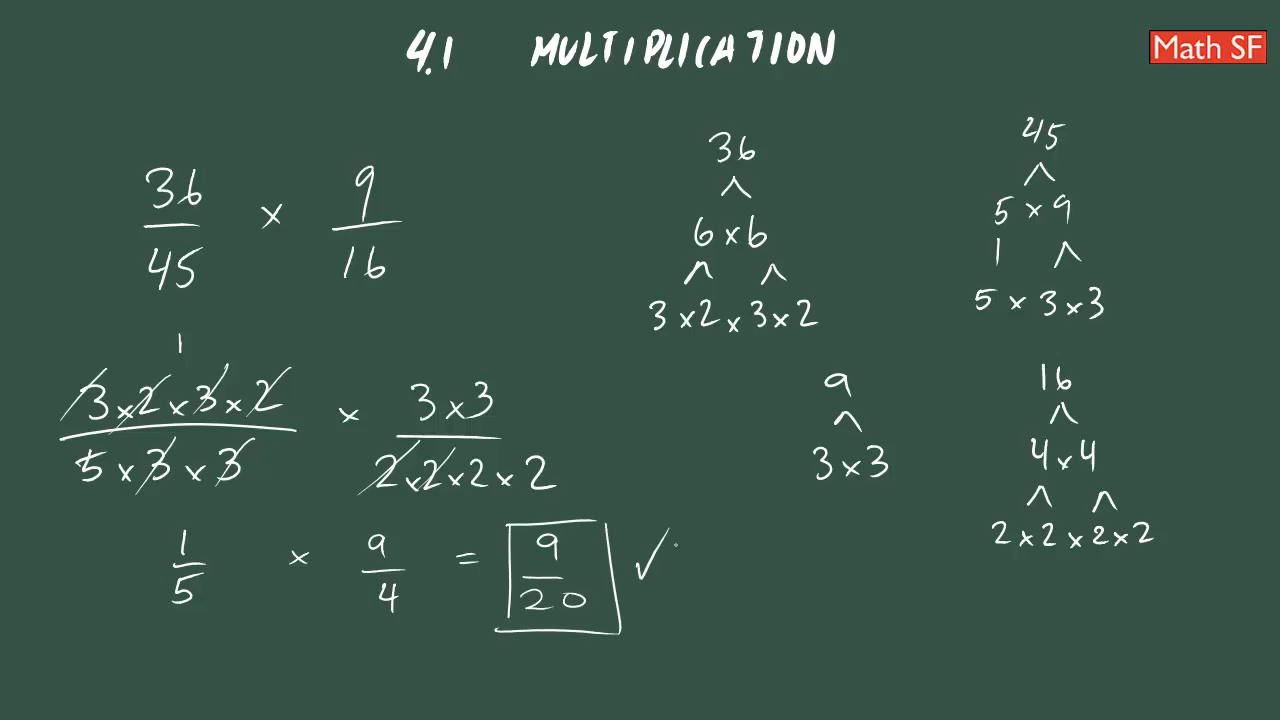 4.1 MULTIPLICATION
Math SF
36/45 × 9/16
1
3×2×3×2 / 5×3×3 × 3×3 / 2×2×2×2
1/5 × 9/4 = 9/20 ✓
36
6×6
3×2×3×2
45
5×9
1
5×3×3
9
3×3
16
4×4
2×2×2×2